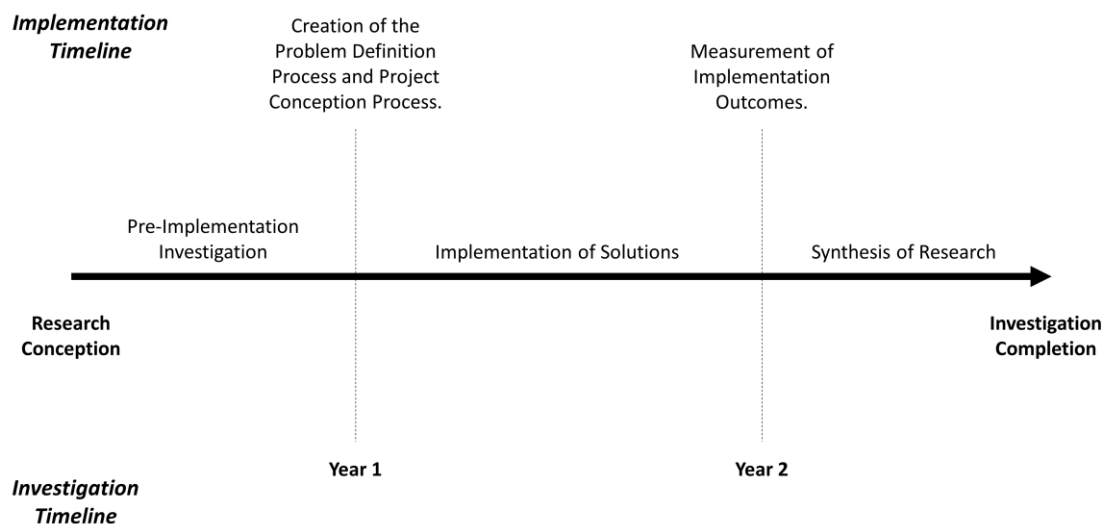 Implementation
Timeline
Creation of the
Problem Definition
Process and Project
Conception Process.
Measurement of
Implementation
Outcomes.
Pre-Implementation
Investigation
Implementation of Solutions
Synthesis of Research
Research
Conception
Investigation
Completion
Year 1
Year 2
Investigation
Timeline